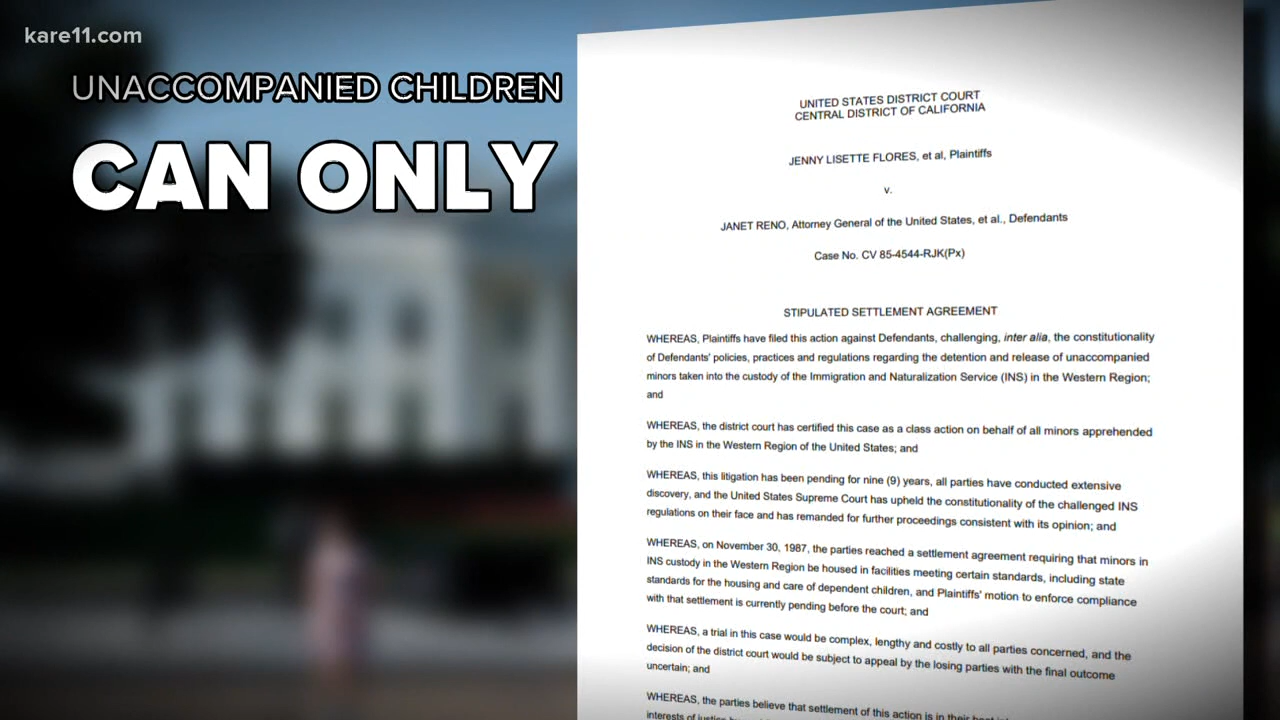 kare11.com
UNACCOMPANIED CHILDREN
CAN ONLY
UNITED STATES DISTRICT COURT
CENTRAL DISTRICT OF CALIFORNIA
JENNY LISETTE FLORES, et al, Plaintiffs
v.
JANET RENO, Attorney General of the United States, et al., Defendants
Case No. CV 85-4544-RJK(Px)
STIPULATED SETTLEMENT AGREEMENT
WHEREAS, Plaintiffs have filed this action against Defendants, challenging, inter alia, the constitutionality
of Defendants' policies, practices and regulations regarding the detention and release of unaccompanied
minors taken into the custody of the Immigration and Naturalization Service (INS) in the Western Region;
and
WHEREAS, the district court has certified this case as a class action on behalf of all minors apprehended
by the INS in the Western Region of the United States; and
WHEREAS, this litigation has been pending for nine (9) years, all parties have conducted extensive
discovery, and the United States Supreme Court has upheld the constitutionality of the challenged INS
regulations on their face and has remanded for further proceedings consistent with its opinion; and
WHEREAS, on November 30, 1987, the parties reached a settlement agreement requiring that minors in
INS custody in the Western Region be housed in facilities meeting certain standards, including state
standards for the housing and care of dependent children, and Plaintiffs' motion to enforce compliance
with that settlement is currently pending before the court; and
WHEREAS, a trial in this case would be complex, lengthy and costly to all parties concerned, and the
decision of the district court would be subject to appeal by the losing parties with the final outcome
uncertain; and
WHEREAS, the parties believe that settlement of this action is in their best
interests of justice